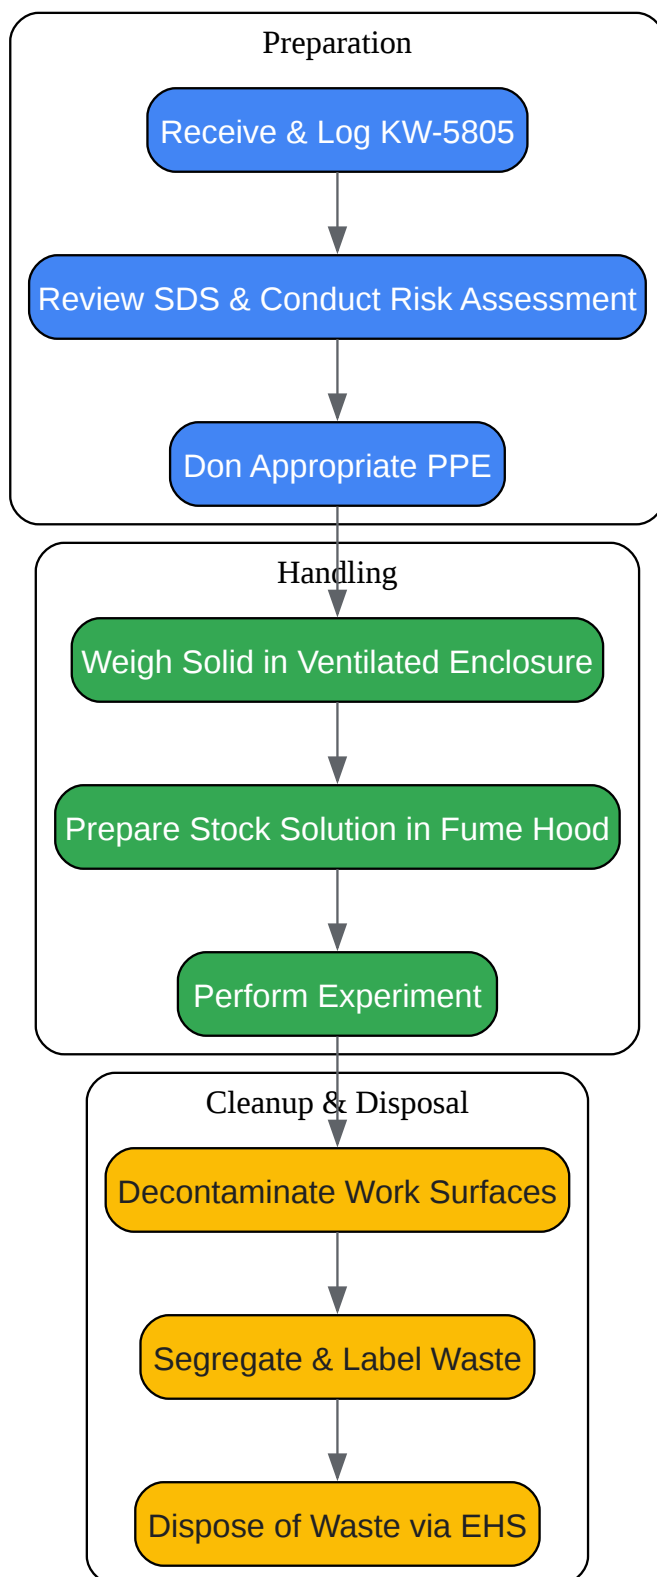 Preparation
Receive & Log KW-5805
Review SDS & Conduct Risk Assessment
Don Appropriate PPE
Handling
Weigh Solid in Ventilated Enclosure
Prepare Stock Solution in Fume Hood
Perform Experiment
Cleanup & Disposal
Decontaminate Work Surfaces
Segregate & Label Waste
Dispose of Waste via EHS